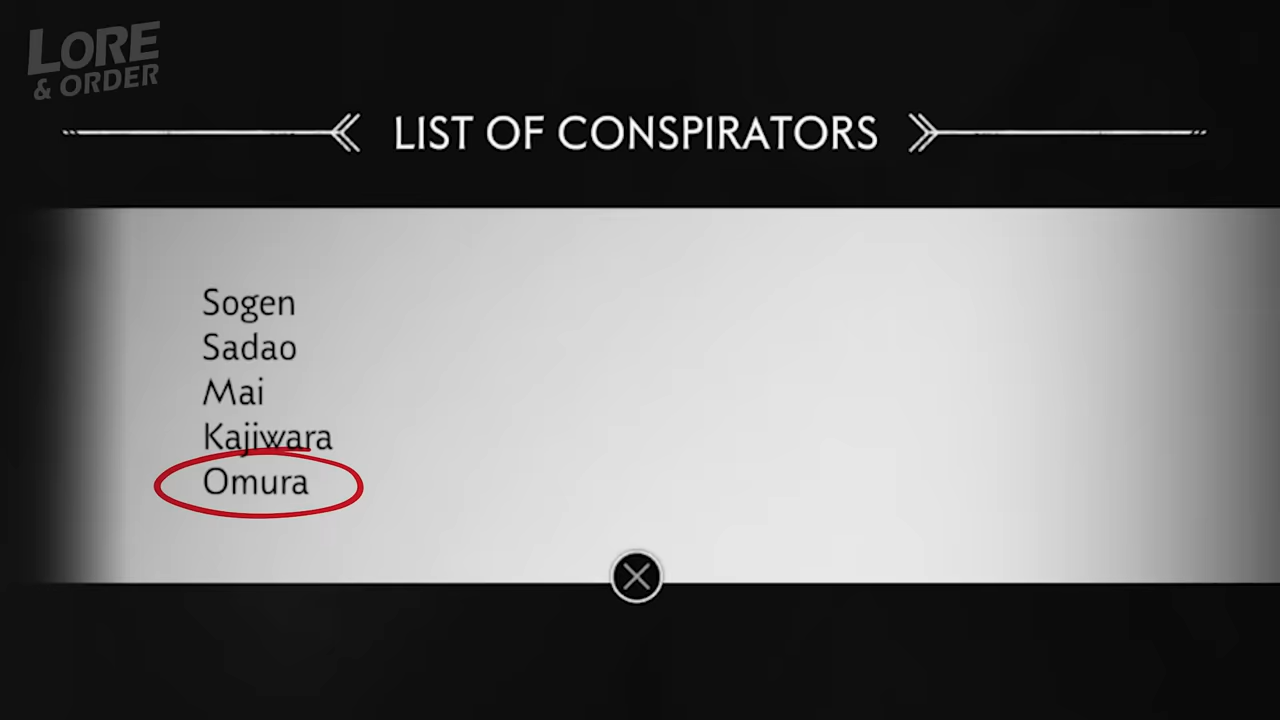 LORE
& ORDER
LIST OF CONSPIRATORS
Sogen
Sadao
Mai
Kajiwara
Omura